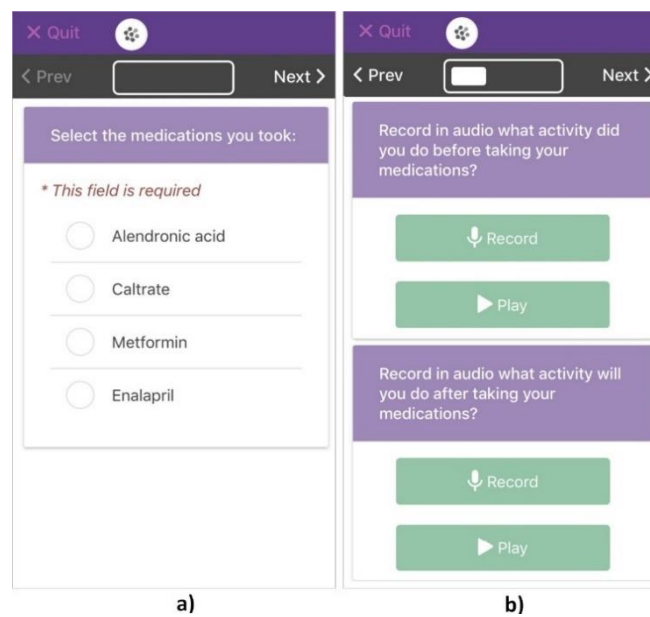 X Quit
< Prev
Next >
Select the medications you took:
* This field is required
Alendronic acid
Caltrate
Metformin
Enalapril
a)
X Quit
< Prev
Next >
Record in audio what activity did
you do before taking your
medications?
Record
Play
Record in audio what activity will
you do after taking your
medications?
Record
Play
b)